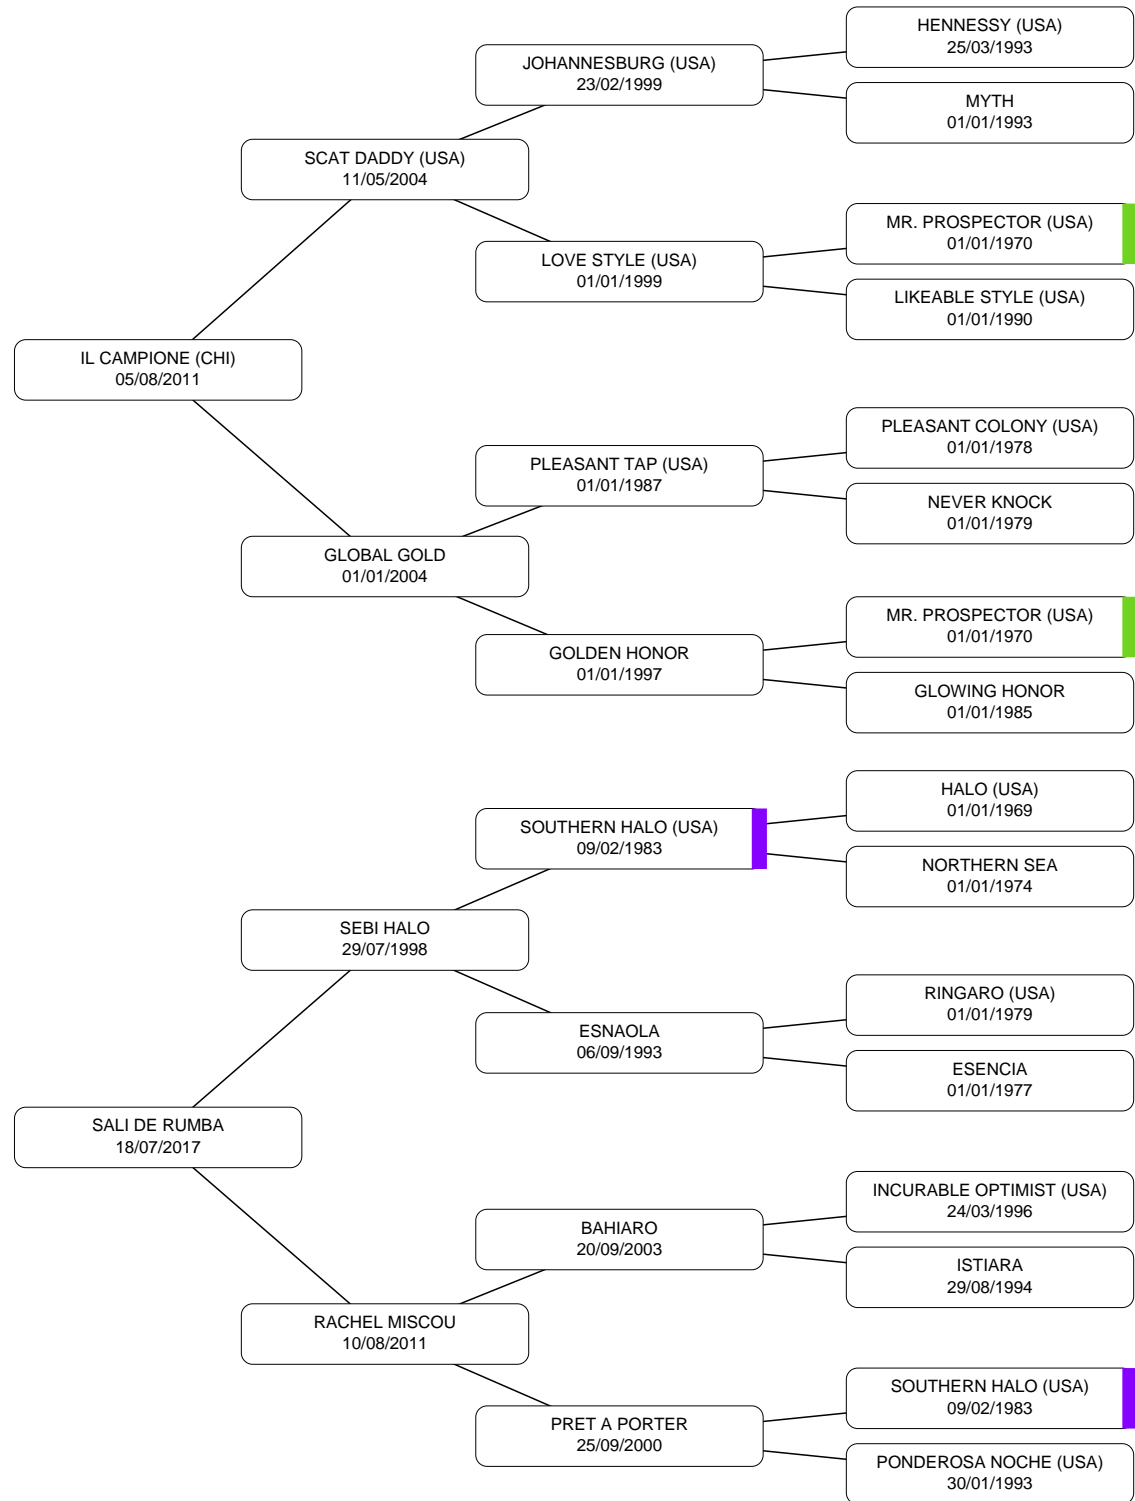 HENNESSY (USA)
25/03/1993
JOHANNESBURG (USA)
23/02/1999
MYTH
01/01/1993
SCAT DADDY (USA)
11/05/2004
MR. PROSPECTOR (USA)
01/01/1970
LOVE STYLE (USA)
01/01/1999
LIKEABLE STYLE (USA)
01/01/1990
IL CAMPIONE (CHI)
05/08/2011
PLEASANT COLONY (USA)
01/01/1978
PLEASANT TAP (USA)
01/01/1987
NEVER KNOCK
01/01/1979
GLOBAL GOLD
01/01/2004
MR. PROSPECTOR (USA)
01/01/1970
GOLDEN HONOR
01/01/1997
GLOWING HONOR
01/01/1985
HALO (USA)
01/01/1969
SOUTHERN HALO (USA)
09/02/1983
NORTHERN SEA
01/01/1974
SEBI HALO
29/07/1998
RINGARO (USA)
01/01/1979
ESNAOLA
06/09/1993
ESENCIA
01/01/1977
SALI DE RUMBA
18/07/2017
INCURABLE OPTIMIST (USA)
24/03/1996
BAHIARO
20/09/2003
ISTIARA
29/08/1994
RACHEL MISCOU
10/08/2011
SOUTHERN HALO (USA)
09/02/1983
PRET A PORTER
25/09/2000
PONDEROSA NOCHE (USA)
30/01/1993